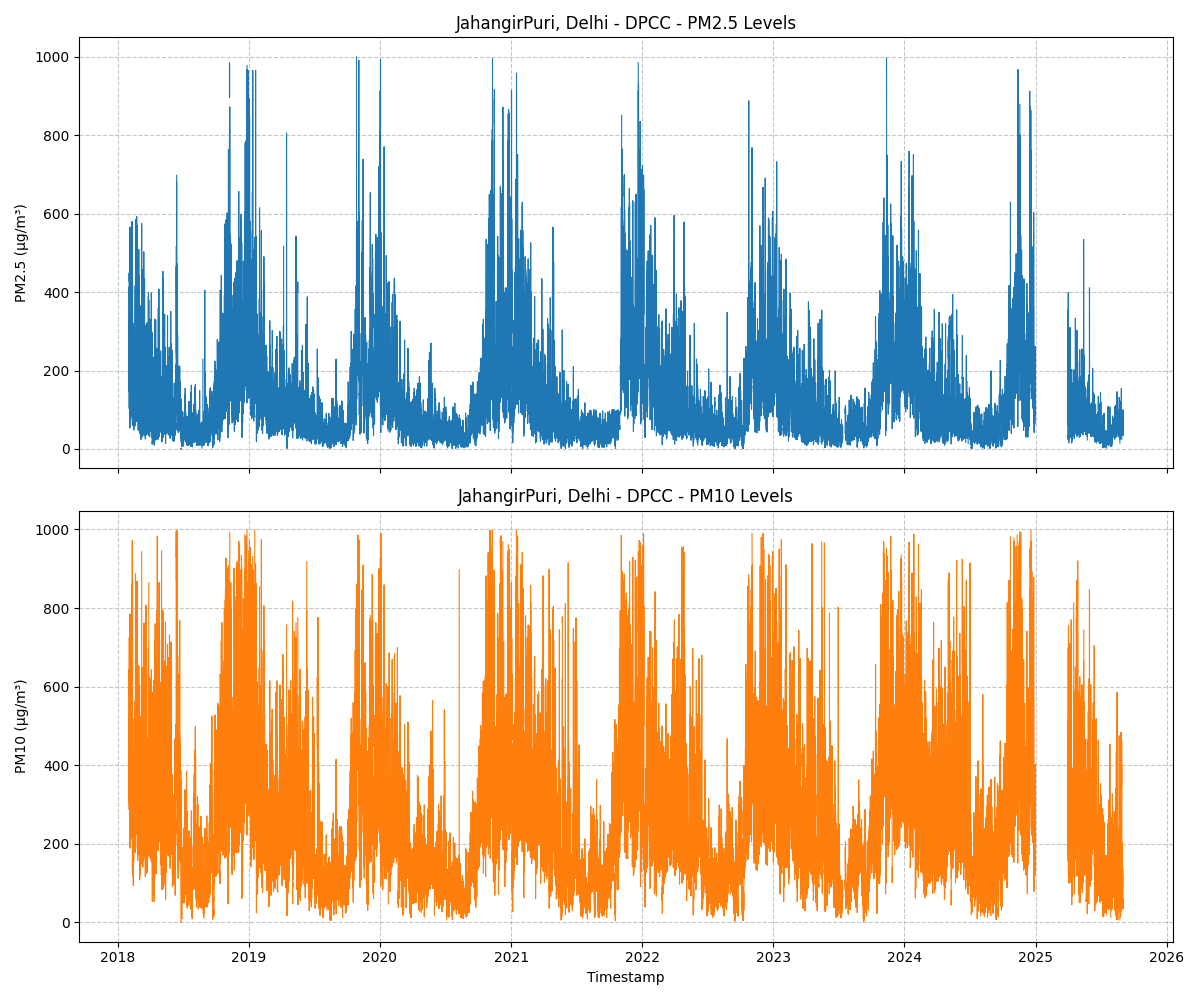 JahangirPuri, Delhi - DPCC - PM2.5 Levels
1000
800
600
400
200
0
PM2.5 (µg/m³)
JahangirPuri, Delhi - DPCC - PM10 Levels
1000
800
600
400
200
0
PM10 (µg/m³)
2018 2019 2020 2021 2022 2023 2024 2025 2026
Timestamp